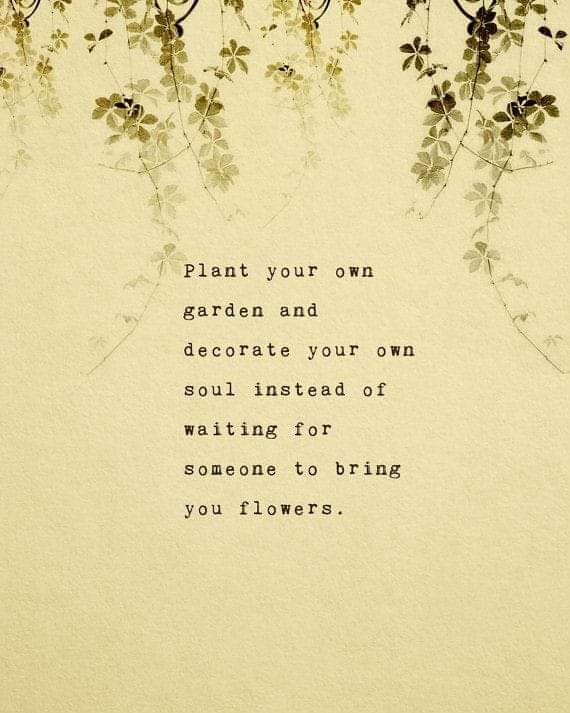 Plant your own
garden and
decorate your own
soul instead of
waiting for
someone to bring
you flowers.